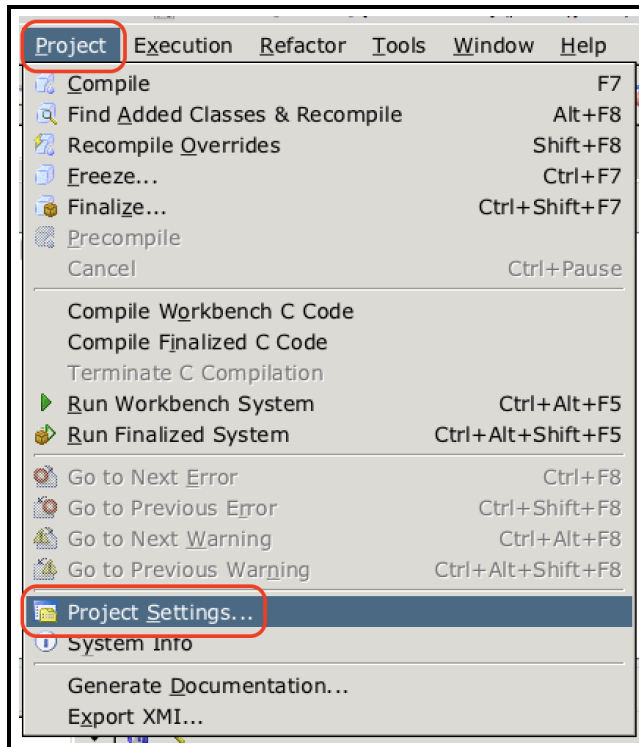 Project Execution Refactor Tools Window Help
Compile F7
Find Added Classes & Recompile Alt+F8
Recompile Overrides Shift+F8
Freeze... Ctrl+F7
Finalize... Ctrl+Shift+F7
Precompile
Cancel Ctrl+Pause
Compile Workbench C Code
Compile Finalized C Code
Terminate C Compilation
Run Workbench System Ctrl+Alt+F5
Run Finalized System Ctrl+Alt+Shift+F5
Go to Next Error Ctrl+F8
Go to Previous Error Ctrl+Shift+F8
Go to Next Warning Ctrl+Alt+F8
Go to Previous Warning Ctrl+Alt+Shift+F8
Project Settings...
System Info
Generate Documentation...
Export XMI...